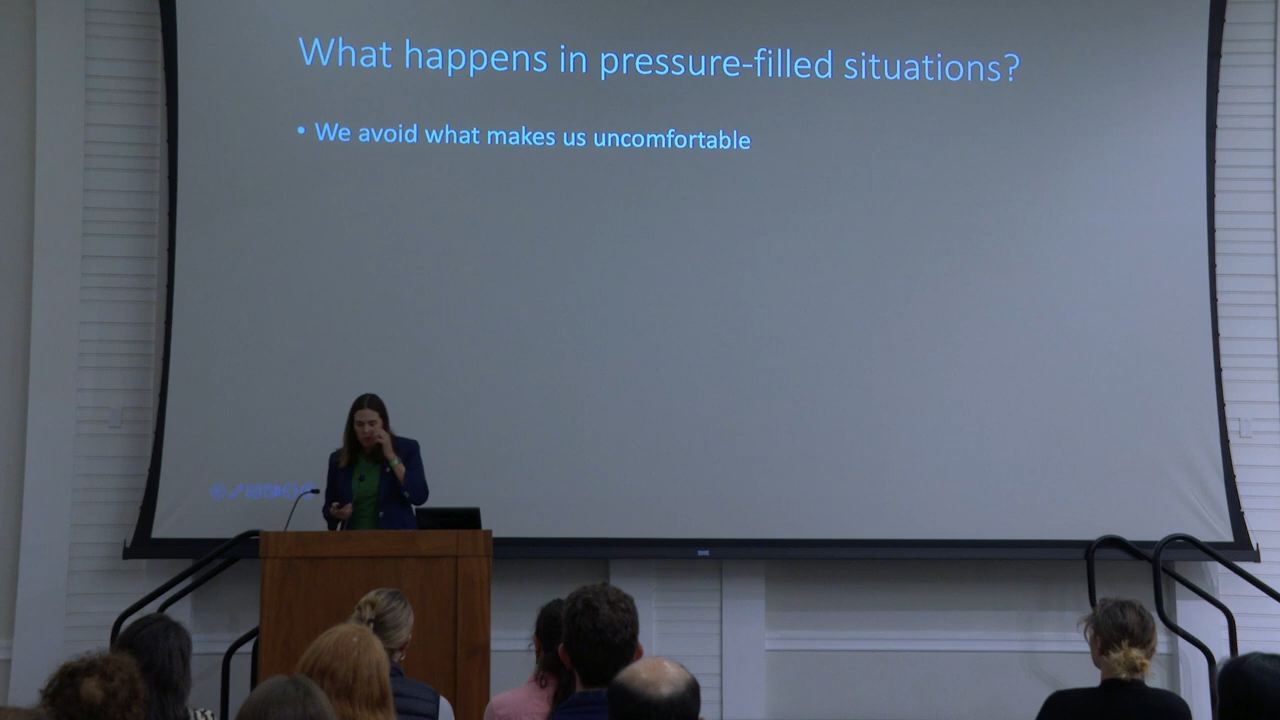 What happens in pressure-filled situations?
• We avoid what makes us uncomfortable